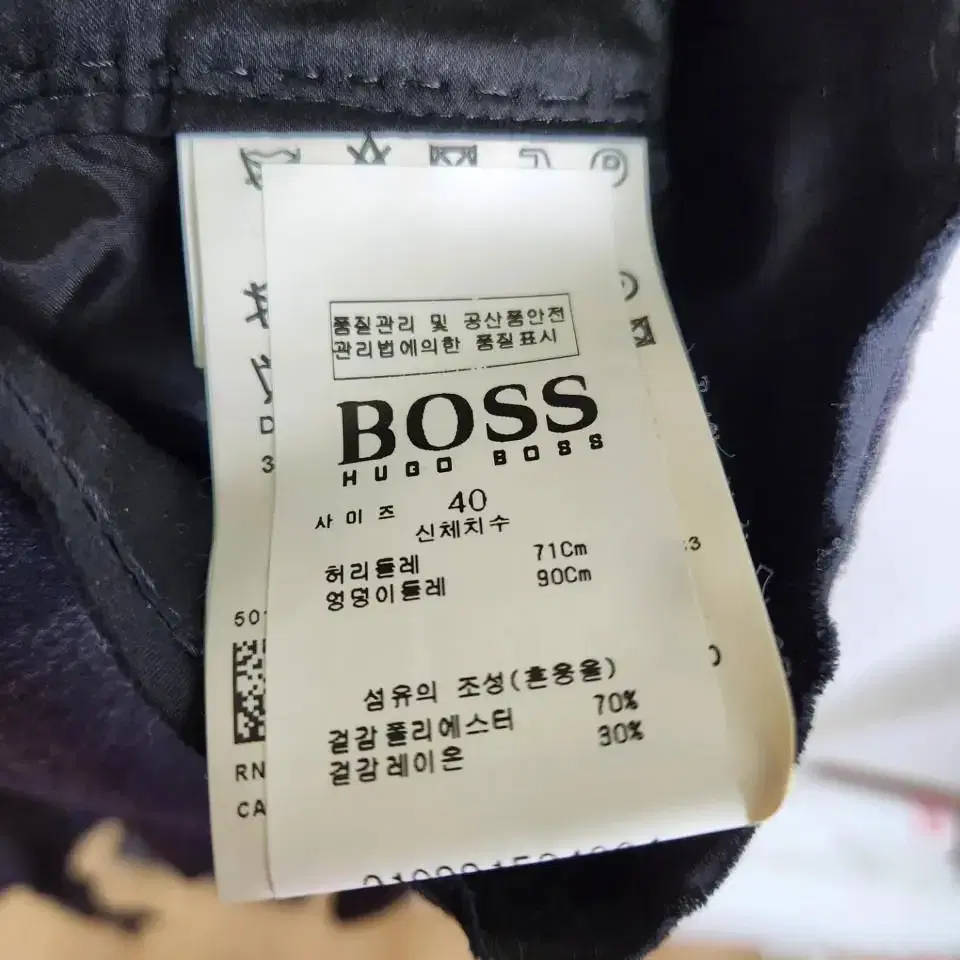 품질관리 및 공산품안전
관리법에의한 품질표시
BOSS
HUGO BOSS
사이즈 40
신체치수
허리둘레 71Cm
엉덩이둘레 90Cm
섬유의 조성(혼용율)
겉감폴리에스터 70%
겉감레이온 30%
D
3
:3
50
RN
CA